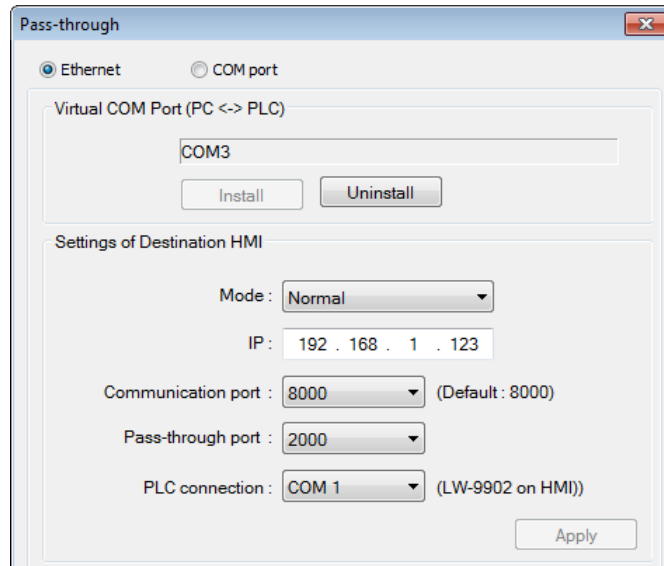 Pass-through
Ethernet COM port
Virtual COM Port (PC <-> PLC)
COM3
Install Uninstall
Settings of Destination HMI
Mode : Normal
IP : 192 . 168 . 1 . 123
Communication port : 8000 (Default : 8000)
Pass-through port : 2000
PLC connection : COM 1 (LW-9902 on HMI))
Apply